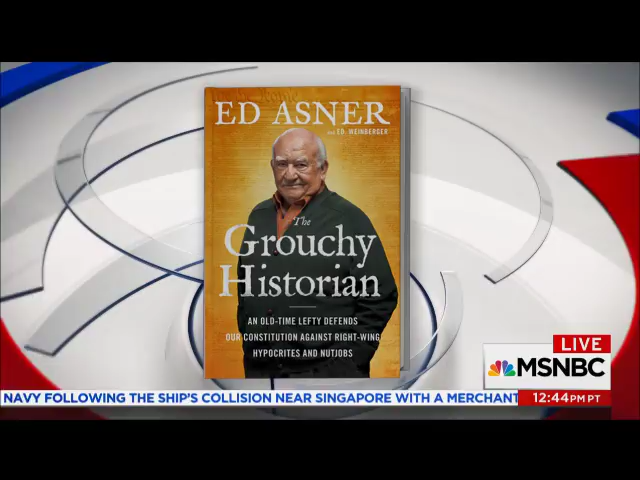 ED ASNER
AND ED. WEINBERGER
The
Grouchy
Historian
AN OLD-TIME LEFTY DEFENDS
OUR CONSTITUTION AGAINST RIGHT-WING
HYPOCRITES AND NUTJOBS
LIVE
MSNBC
NAVY FOLLOWING THE SHIP'S COLLISION NEAR SINGAPORE WITH A MERCHANT
12:44PM PT